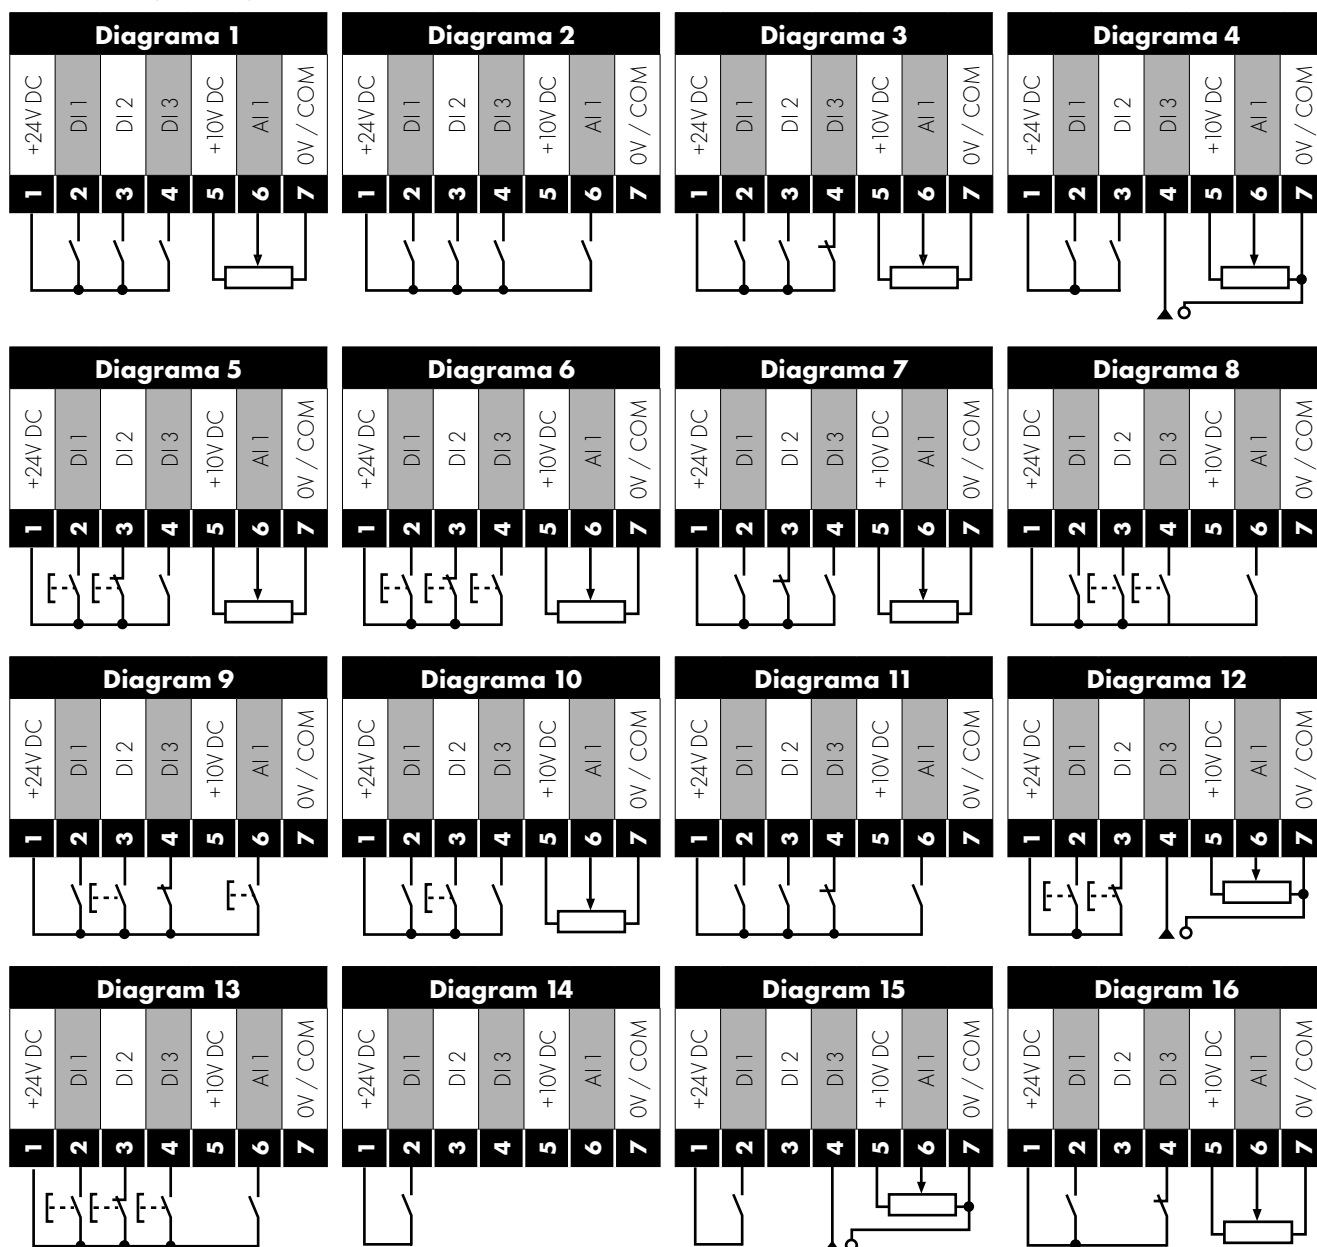 Diagrama 1
+24V DC
DI 1
DI 2
DI 3
+10V DC
AI 1
0V / COM
1
2
3
4
5
6
7
Diagrama 2
+24V DC
DI 1
DI 2
DI 3
+10V DC
AI 1
0V / COM
1
2
3
4
5
6
7
Diagrama 3
+24V DC
DI 1
DI 2
DI 3
+10V DC
AI 1
0V / COM
1
2
3
4
5
6
7
Diagrama 4
+24V DC
DI 1
DI 2
DI 3
+10V DC
AI 1
0V / COM
1
2
3
4
5
6
7
Diagrama 5
+24V DC
DI 1
DI 2
DI 3
+10V DC
AI 1
0V / COM
1
2
3
4
5
6
7
Diagrama 6
+24V DC
DI 1
DI 2
DI 3
+10V DC
AI 1
0V / COM
1
2
3
4
5
6
7
Diagrama 7
+24V DC
DI 1
DI 2
DI 3
+10V DC
AI 1
0V / COM
1
2
3
4
5
6
7
Diagrama 8
+24V DC
DI 1
DI 2
DI 3
+10V DC
AI 1
0V / COM
1
2
3
4
5
6
7
Diagram 9
+24V DC
DI 1
DI 2
DI 3
+10V DC
AI 1
0V / COM
1
2
3
4
5
6
7
Diagrama 10
+24V DC
DI 1
DI 2
DI 3
+10V DC
AI 1
0V / COM
1
2
3
4
5
6
7
Diagrama 11
+24V DC
DI 1
DI 2
DI 3
+10V DC
AI 1
0V / COM
1
2
3
4
5
6
7
Diagrama 12
+24V DC
DI 1
DI 2
DI 3
+10V DC
AI 1
0V / COM
1
2
3
4
5
6
7
Diagram 13
+24V DC
DI 1
DI 2
DI 3
+10V DC
AI 1
0V / COM
1
2
3
4
5
6
7
Diagram 14
+24V DC
DI 1
DI 2
DI 3
+10V DC
AI 1
0V / COM
1
2
3
4
5
6
7
Diagram 15
+24V DC
DI 1
DI 2
DI 3
+10V DC
AI 1
0V / COM
1
2
3
4
5
6
7
Diagram 16
+24V DC
DI 1
DI 2
DI 3
+10V DC
AI 1
0V / COM
1
2
3
4
5
6
7